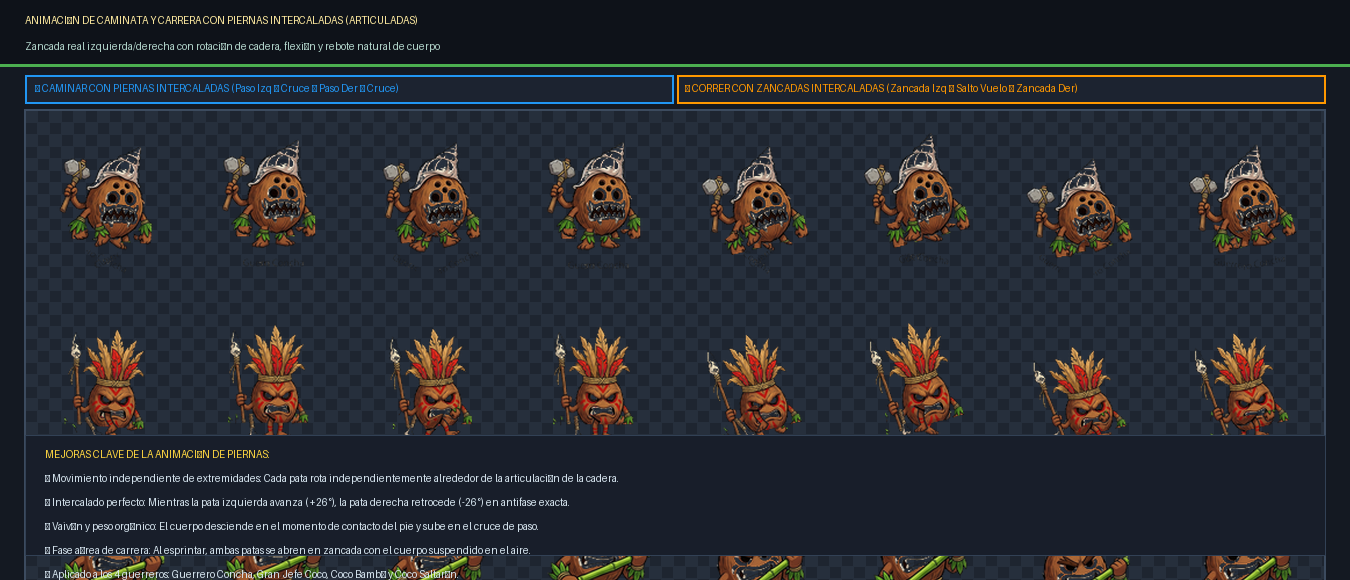 ANIMACI▯N DE CAMINATA Y CARRERA CON PIERNAS INTERCALADAS (ARTICULADAS)
Zancada real izquierda/derecha con rotaci▯n de cadera, flexi▯n y rebote natural de cuerpo
▯ CAMINAR CON PIERNAS INTERCALADAS (Paso Izq ▯ Cruce ▯ Paso Der ▯ Cruce)
▯ CORRER CON ZANCADAS INTERCALADAS (Zancada Izq ▯ Salto Vuelo ▯ Zancada Der)
MEJORAS CLAVE DE LA ANIMACI▯N DE PIERNAS:
▯ Movimiento independiente de extremidades: Cada pata rota independientemente alrededor de la articulaci▯n de la cadera.
▯ Intercalado perfecto: Mientras la pata izquierda avanza (+26°), la pata derecha retrocede (-26°) en antifase exacta.
▯ Vaiv▯n y peso org▯nico: El cuerpo desciende en el momento de contacto del pie y sube en el cruce de paso.
▯ Fase a▯rea de carrera: Al esprintar, ambas patas se abren en zancada con el cuerpo suspendido en el aire.
▯ Aplicado a los 4 guerreros: Guerrero Concha, Gran Jefe Coco, Coco Bamb▯ y Coco Saltar▯n.